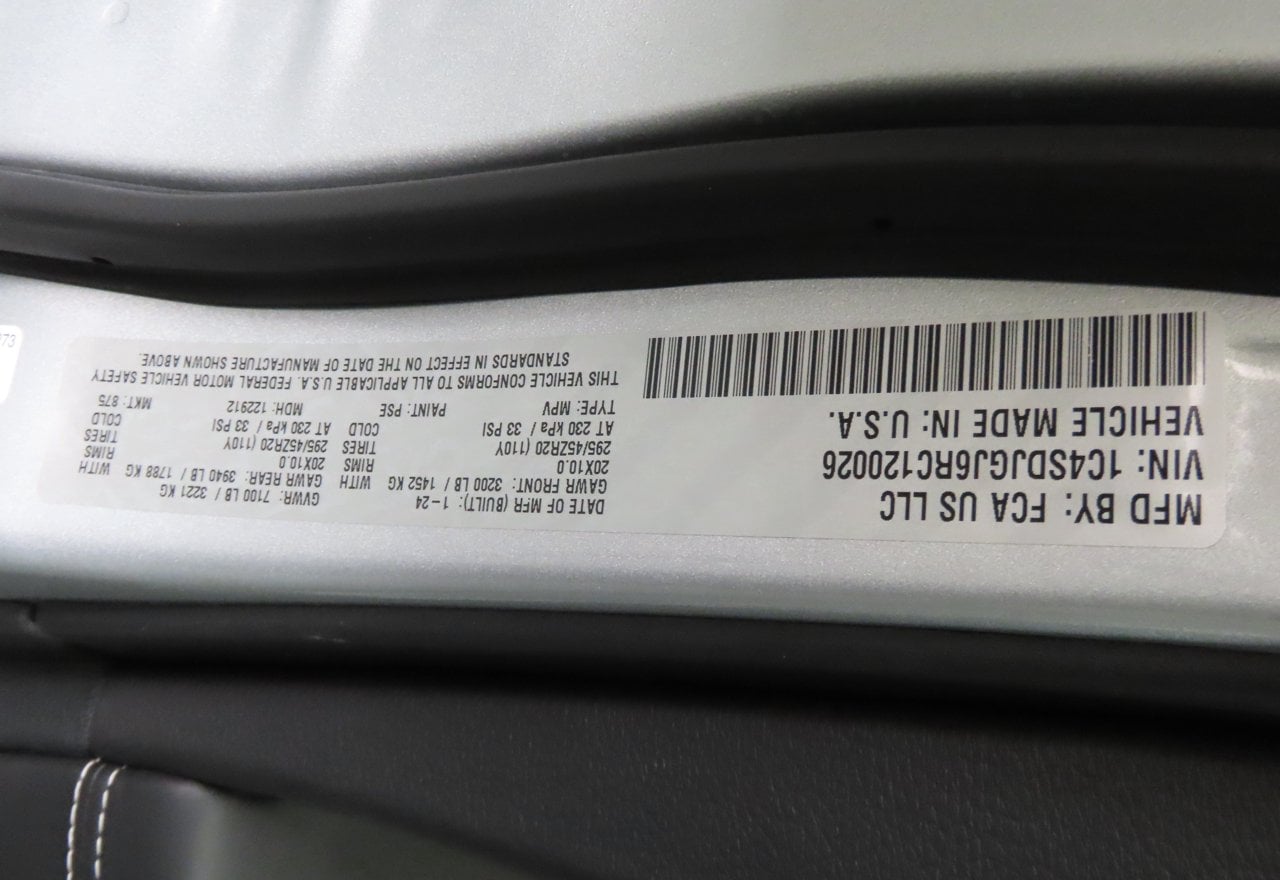 MFD BY: FCA US LLC
VIN: 1C4SDJGJ6RC120026
VEHICLE MADE IN: U.S.A.
DATE OF MFR (BUILT): 1-24 GVWR: 7100 LB / 3221 KG
GAWR FRONT: 3200 LB / 1452 KG WITH GAWR REAR: 3940 LB / 1788 KG WITH
20X10.0 RIMS 20X10.0 RIMS
295/45ZR20 (110Y) TIRES 295/45ZR20 (110Y) TIRES
AT 230 kPa / 33 PSI COLD AT 230 kPa / 33 PSI COLD
TYPE: MPV PAINT: PSE MDH: 122912 MKT: 875
THIS VEHICLE CONFORMS TO ALL APPLICABLE U.S.A. FEDERAL MOTOR VEHICLE SAFETY
STANDARDS IN EFFECT ON THE DATE OF MANUFACTURE SHOWN ABOVE.